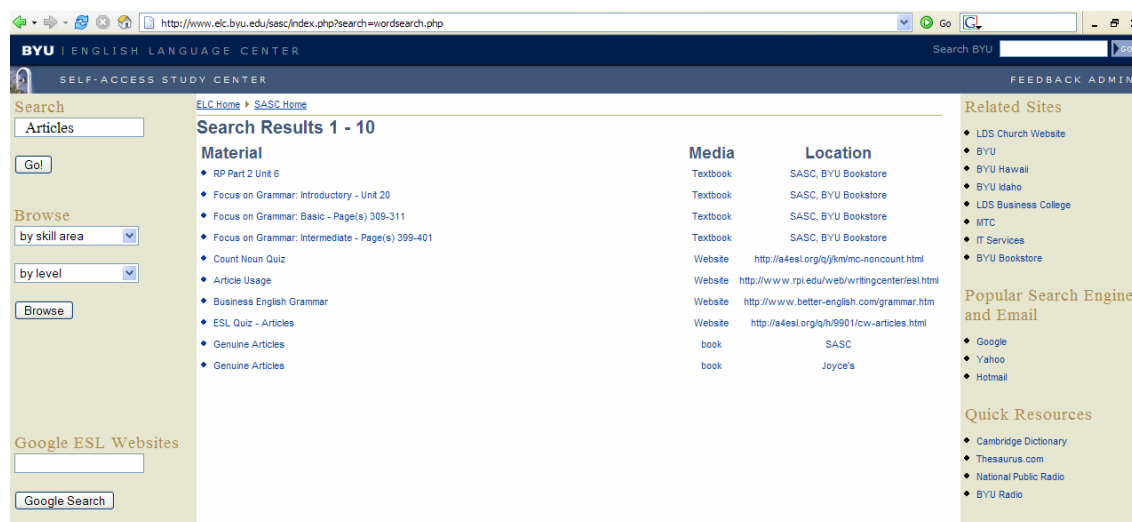 http://www.elc.byu.edu/sasc/index.php?search=wordsearch.php Go G
BYU | ENGLISH LANGUAGE CENTER Search BYU GO
SELF-ACCESS STUDY CENTER FEEDBACK ADMIN
Search
Articles
Go!
Browse
by skill area
by level
Browse
Google ESL Websites
Google Search
ELC Home SASC Home
Search Results 1 - 10
Material Media Location
RP Part 2 Unit 6 Textbook SASC, BYU Bookstore
Focus on Grammar: Introductory - Unit 20 Textbook SASC, BYU Bookstore
Focus on Grammar: Basic - Page(s) 309-311 Textbook SASC, BYU Bookstore
Focus on Grammar: Intermediate - Page(s) 399-401 Textbook SASC, BYU Bookstore
Count Noun Quiz Website http://a4esl.org/q/j/km/mc-noncount.html
Article Usage Website http://www.rpi.edu/web/writingcenter/esl.html
Business English Grammar Website http://www.better-english.com/grammar.htm
ESL Quiz - Articles Website http://a4esl.org/q/h/9901/cw-articles.html
Genuine Articles book SASC
Genuine Articles book Joyce's
Related Sites
LDS Church Website
BYU
BYU Hawaii
BYU Idaho
LDS Business College
MTC
IT Services
BYU Bookstore
Popular Search Engine
and Email
Google
Yahoo
Hotmail
Quick Resources
Cambridge Dictionary
Thesaurus.com
National Public Radio
BYU Radio